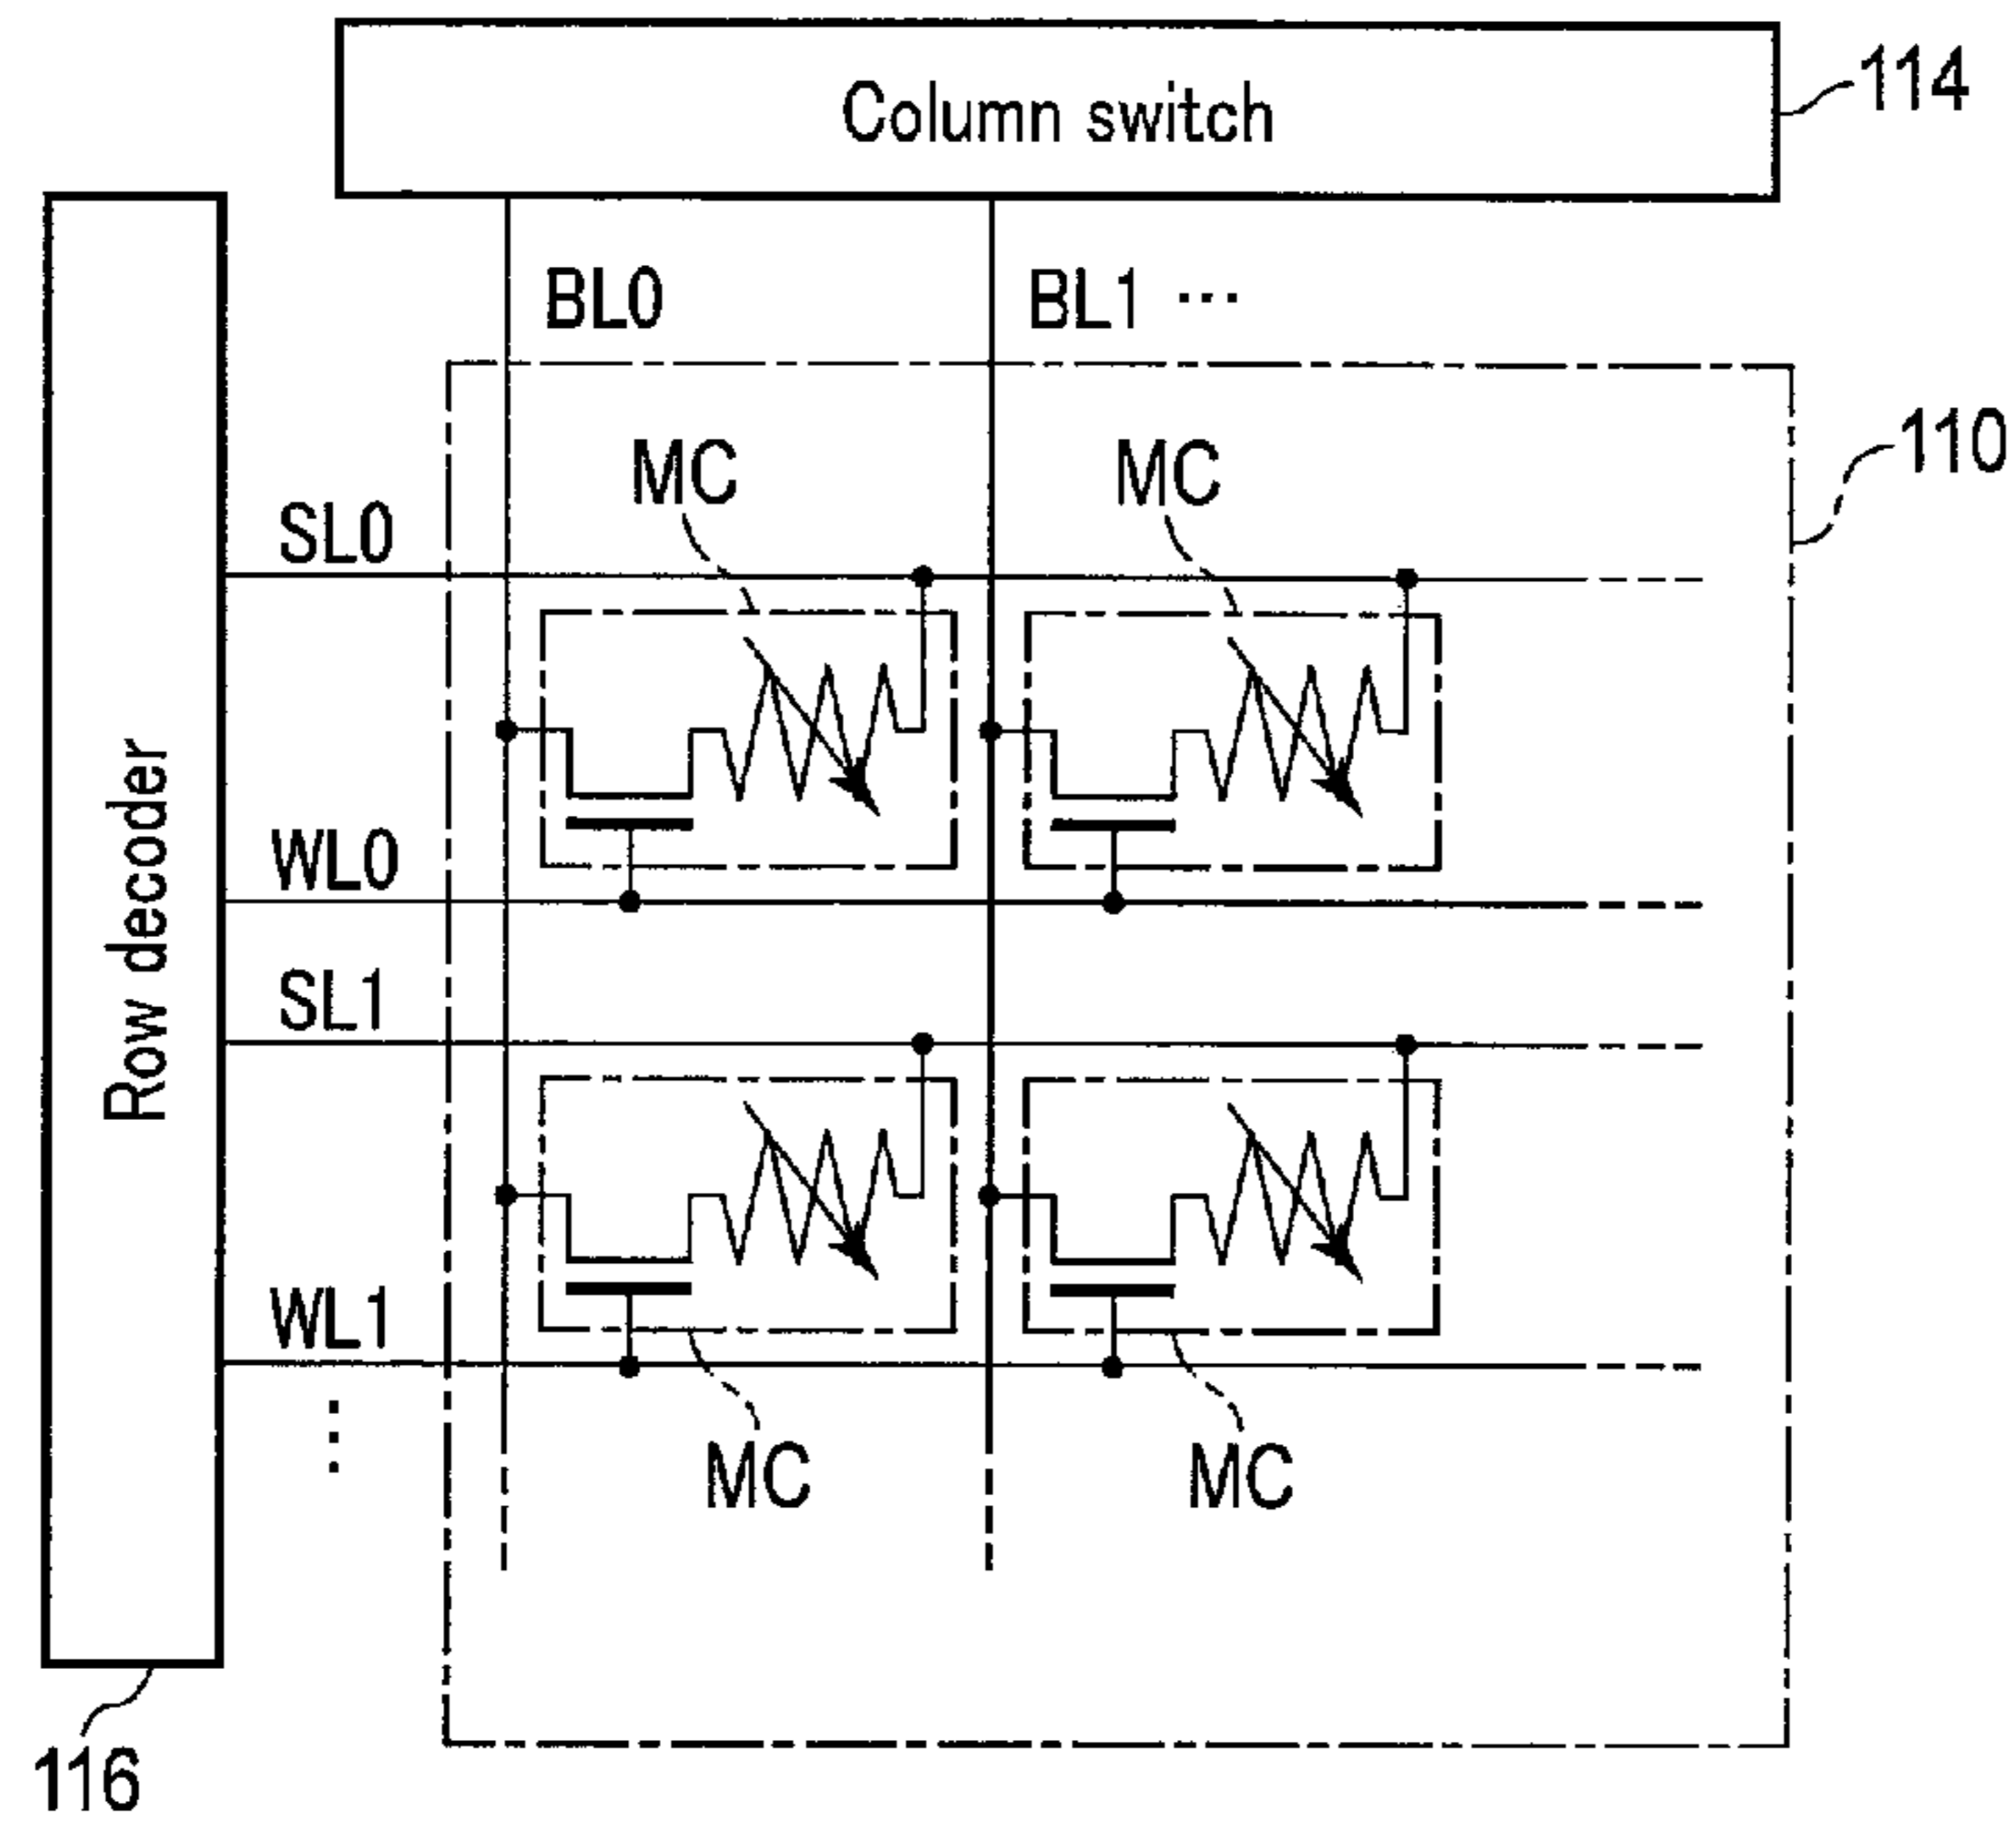 Column switch
114
BL0
BL1 ...
110
MC
MC
SL0
Row decoder
WL0
SL1
WL1
⋮
MC
MC
116